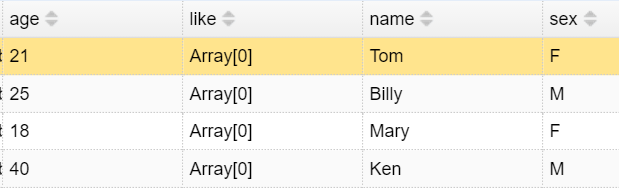 age like name sex
21 Array[0] Tom F
25 Array[0] Billy M
18 Array[0] Mary F
40 Array[0] Ken M